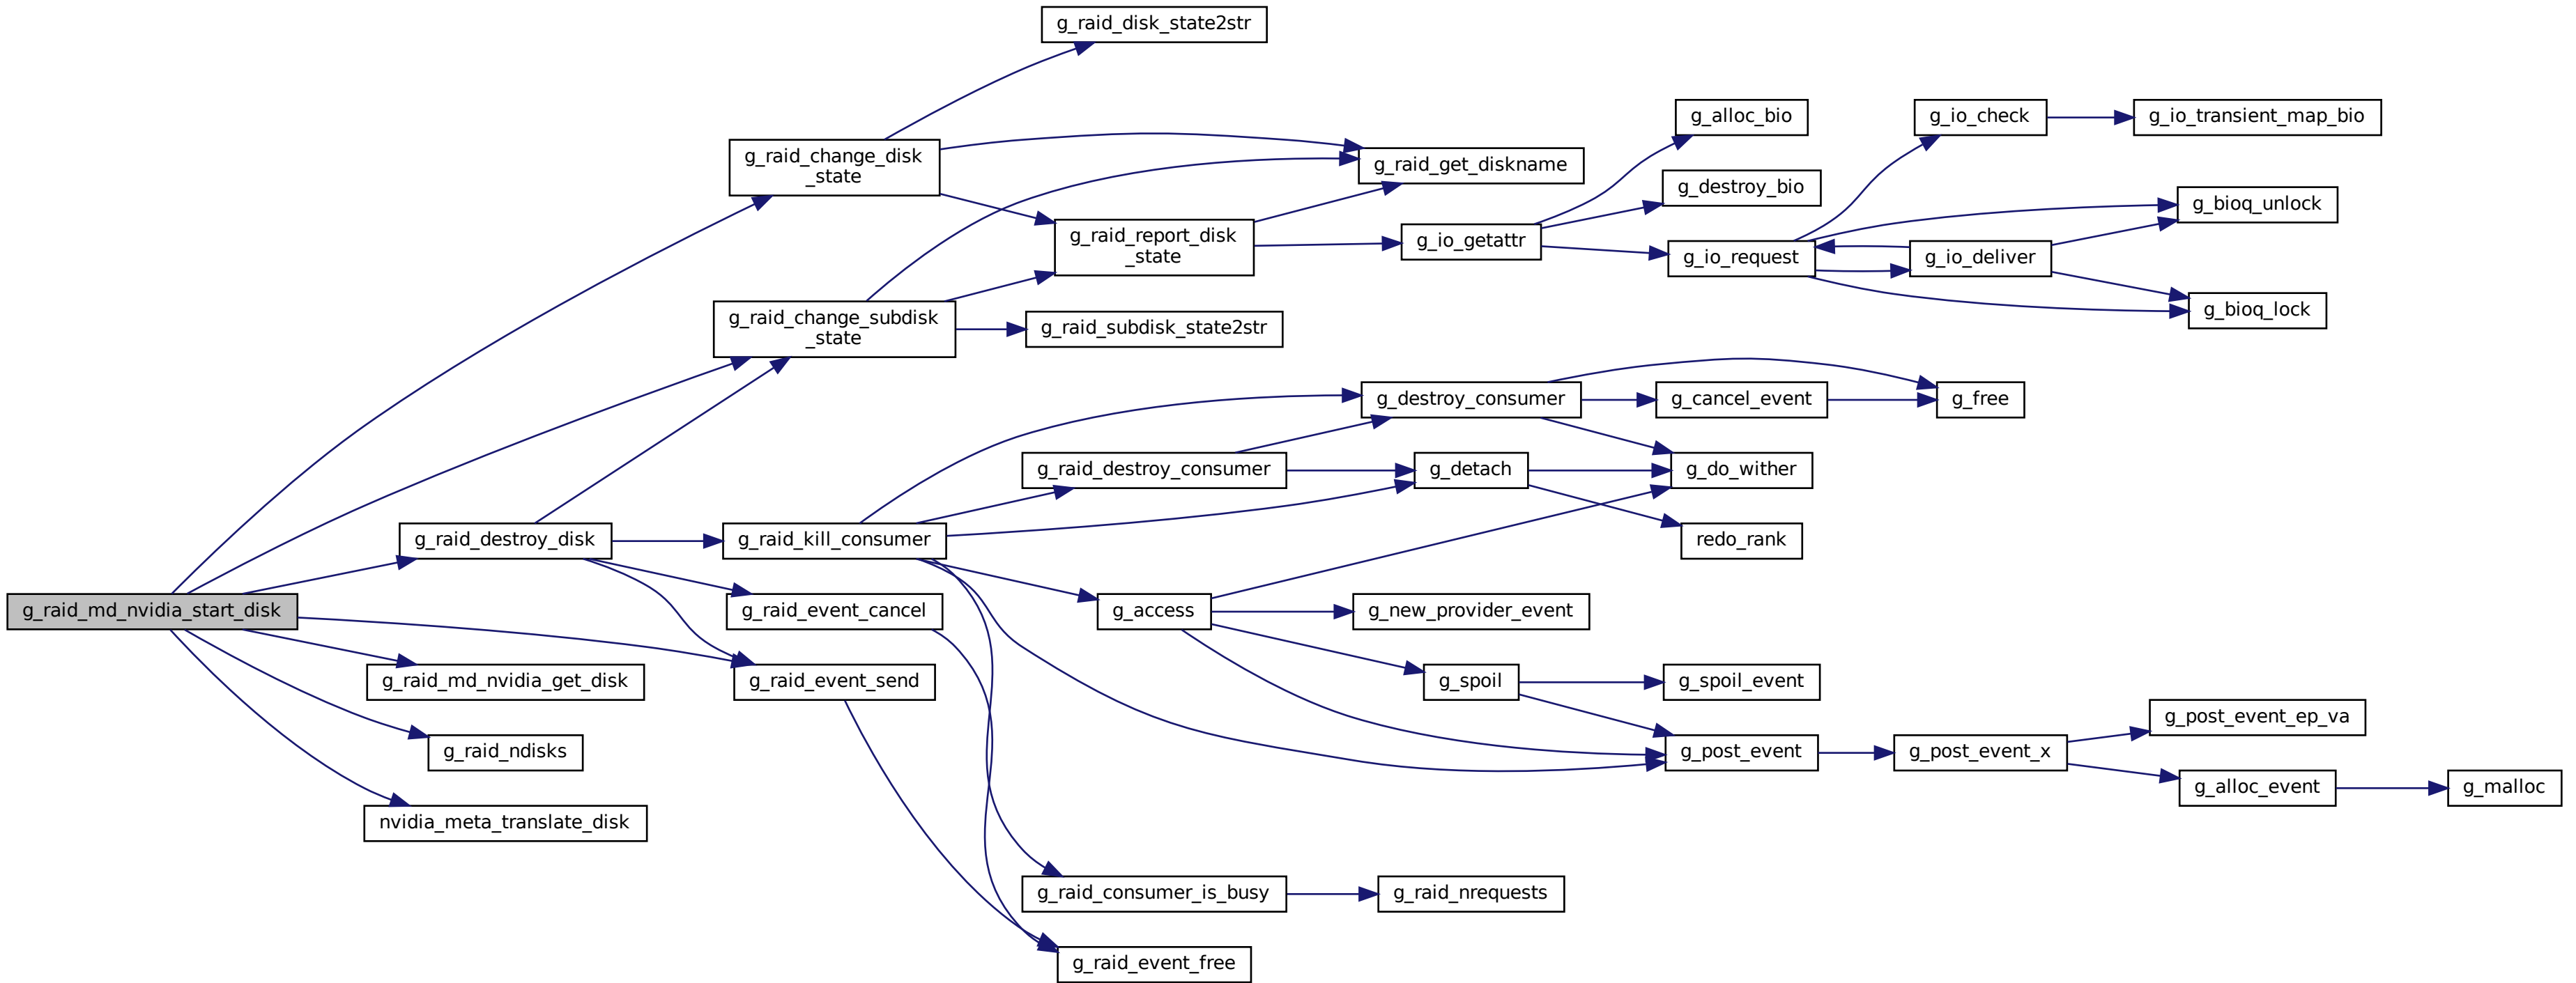 g_raid_disk_state2str
g_alloc_bio
g_io_check
g_io_transient_map_bio
g_raid_change_disk
_state
g_raid_get_diskname
g_destroy_bio
g_bioq_unlock
g_raid_report_disk
_state
g_io_getattr
g_io_request
g_io_deliver
g_bioq_lock
g_raid_change_subdisk
_state
g_raid_subdisk_state2str
g_destroy_consumer
g_cancel_event
g_free
g_raid_destroy_consumer
g_detach
g_do_wither
g_raid_destroy_disk
g_raid_kill_consumer
redo_rank
g_raid_md_nvidia_start_disk
g_raid_event_cancel
g_access
g_new_provider_event
g_raid_md_nvidia_get_disk
g_raid_event_send
g_spoil
g_spoil_event
g_post_event_ep_va
g_raid_ndisks
g_post_event
g_post_event_x
g_alloc_event
g_malloc
nvidia_meta_translate_disk
g_raid_consumer_is_busy
g_raid_nrequests
g_raid_event_free